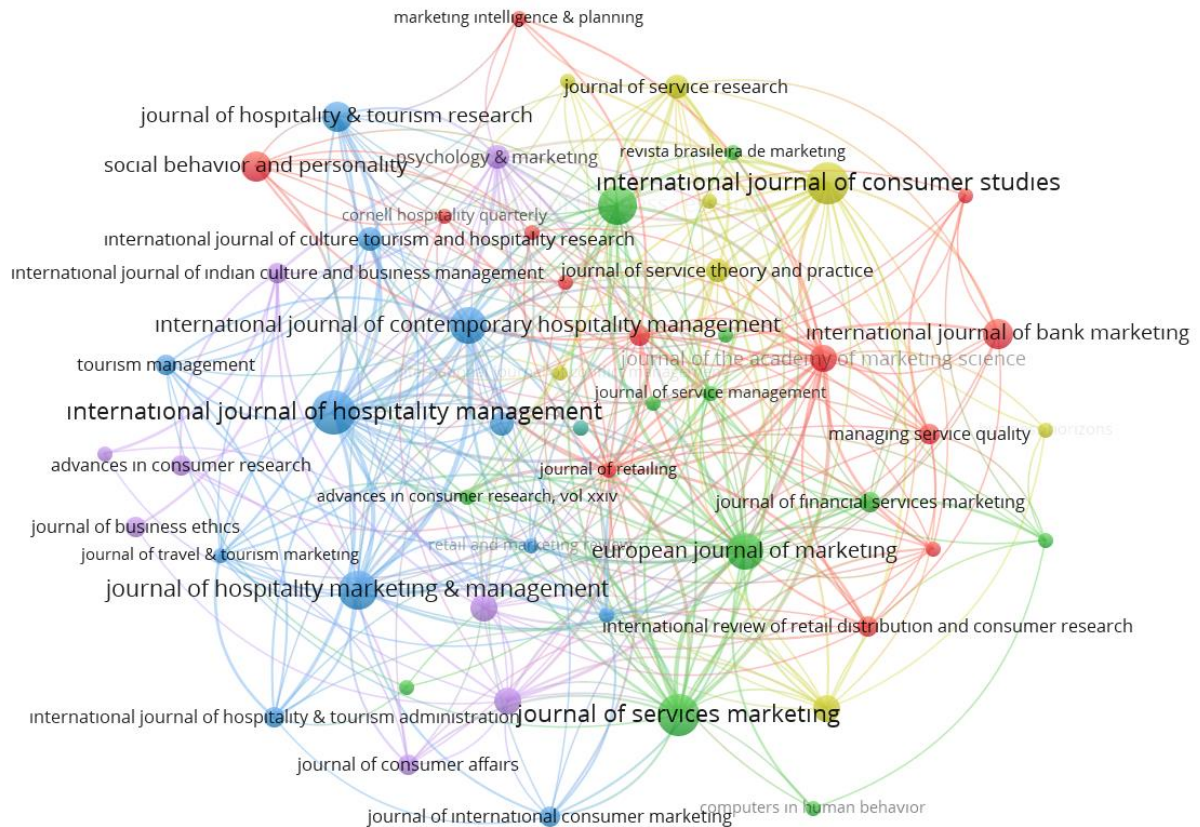 marketing intelligence & planning
journal of service research
journal of hospitality & tourism research
revista brasileira de marketing
psychology & marketing
social behavior and personality
international journal of consumer studies
cornell hospitality quarterly
international journal of culture tourism and hospitality research
international journal of indian culture and business management
journal of service theory and practice
international journal of contemporary hospitality management
international journal of bank marketing
journal of the academy of marketing science
tourism management
journal of service management
international journal of hospitality management
managing service quality
horizons
advances in consumer research
journal of retailing
advances in consumer research, vol xxiv
journal of financial services marketing
journal of business ethics
retail and marketing review
european journal of marketing
journal of travel & tourism marketing
journal of hospitality marketing & management
international review of retail distribution and consumer research
international journal of hospitality & tourism administration
journal of services marketing
journal of consumer affairs
computers in human behavior
journal of international consumer marketing